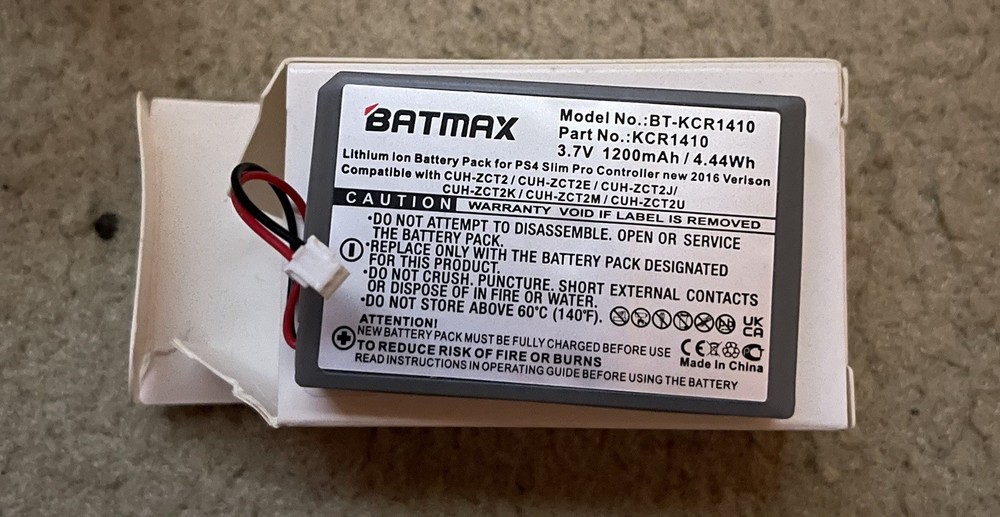 BATMAX
Model No.:BT-KCR1410
Part No.:KCR1410
3.7V 1200mAh / 4.44Wh
Lithium Ion Battery Pack for PS4 Slim Pro Controller new 2016 Verison
Compatible with CUH-ZCT2 / CUH-ZCT2E / CUH-ZCT2J/
CUH-ZCT2K / CUH-ZCT2M / CUH-ZCT2U
CAUTION WARRANTY VOID IF LABEL IS REMOVED
•DO NOT ATTEMPT TO DISASSEMBLE. OPEN OR SERVICE
THE BATTERY PACK.
•REPLACE ONLY WITH THE BATTERY PACK DESIGNATED
FOR THIS PRODUCT.
•DO NOT CRUSH. PUNCTURE. SHORT EXTERNAL CONTACTS
OR DISPOSE OF IN FIRE OR WATER.
•DO NOT STORE ABOVE 60°C (140°F).
UK
CA
ATTENTION!
NEW BATTERY PACK MUST BE FULLY CHARGED BEFORE USE
CE
TO REDUCE RISK OF FIRE OR BURNS
Made in China
READ INSTRUCTIONS IN OPERATING GUIDE BEFORE USING THE BATTERY